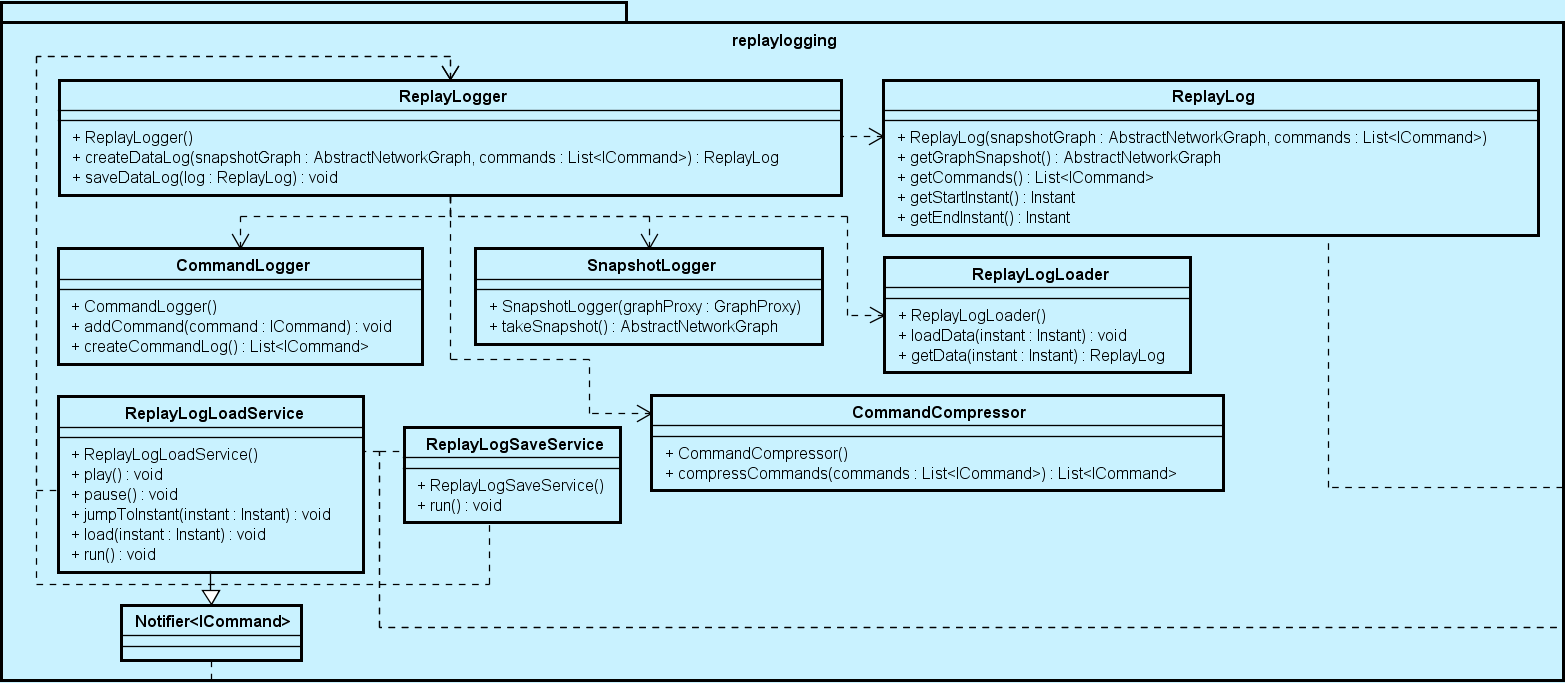 replaylogging
ReplayLogger
+ ReplayLogger()
+ createDataLog(snapshotGraph : AbstractNetworkGraph, commands : List<ICommand>) : ReplayLog
+ saveDataLog(log : ReplayLog) : void
ReplayLog
+ ReplayLog(snapshotGraph : AbstractNetworkGraph, commands : List<ICommand>)
+ getGraphSnapshot() : AbstractNetworkGraph
+ getCommands() : List<ICommand>
+ getStartInstant() : Instant
+ getEndInstant() : Instant
CommandLogger
+ CommandLogger()
+ addCommand(command : ICommand) : void
+ createCommandLog() : List<ICommand>
SnapshotLogger
+ SnapshotLogger(graphProxy : GraphProxy)
+ takeSnapshot() : AbstractNetworkGraph
ReplayLogLoader
+ ReplayLogLoader()
+ loadData(instant : Instant) : void
+ getData(instant : Instant) : ReplayLog
ReplayLogLoadService
+ ReplayLogLoadService()
+ play() : void
+ pause() : void
+ jumpToInstant(instant : Instant) : void
+ load(instant : Instant) : void
+ run() : void
ReplayLogSaveService
+ ReplayLogSaveService()
+ run() : void
CommandCompressor
+ CommandCompressor()
+ compressCommands(commands : List<ICommand>) : List<ICommand>
Notifier<ICommand>